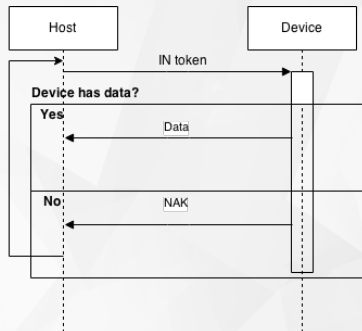 Host
Device
IN token
Device has data?
Yes
Data
No
NAK